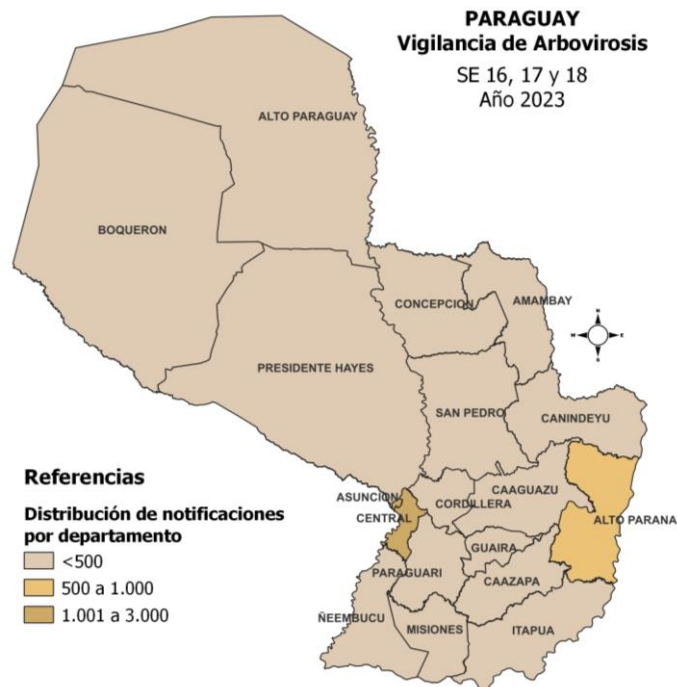 PARAGUAY
Vigilancia de Arbovirosis
SE 16, 17 y 18
Año 2023
ALTO PARAGUAY
BOQUERON
CONCEPCION
AMAMBAY
N
W E
S
PRESIDENTE HAYES
SAN PEDRO
CANINDEYU
ASUNCION
CENTRAL
CORDILLERA
CAAGUAZU
ALTO PARANA
GUAIRA
PARAGUARI
CAAZAPA
ÑEEMBUCU
MISIONES
ITAPUA
Referencias
Distribución de notificaciones
por departamento
<500
500 a 1.000
1.001 a 3.000